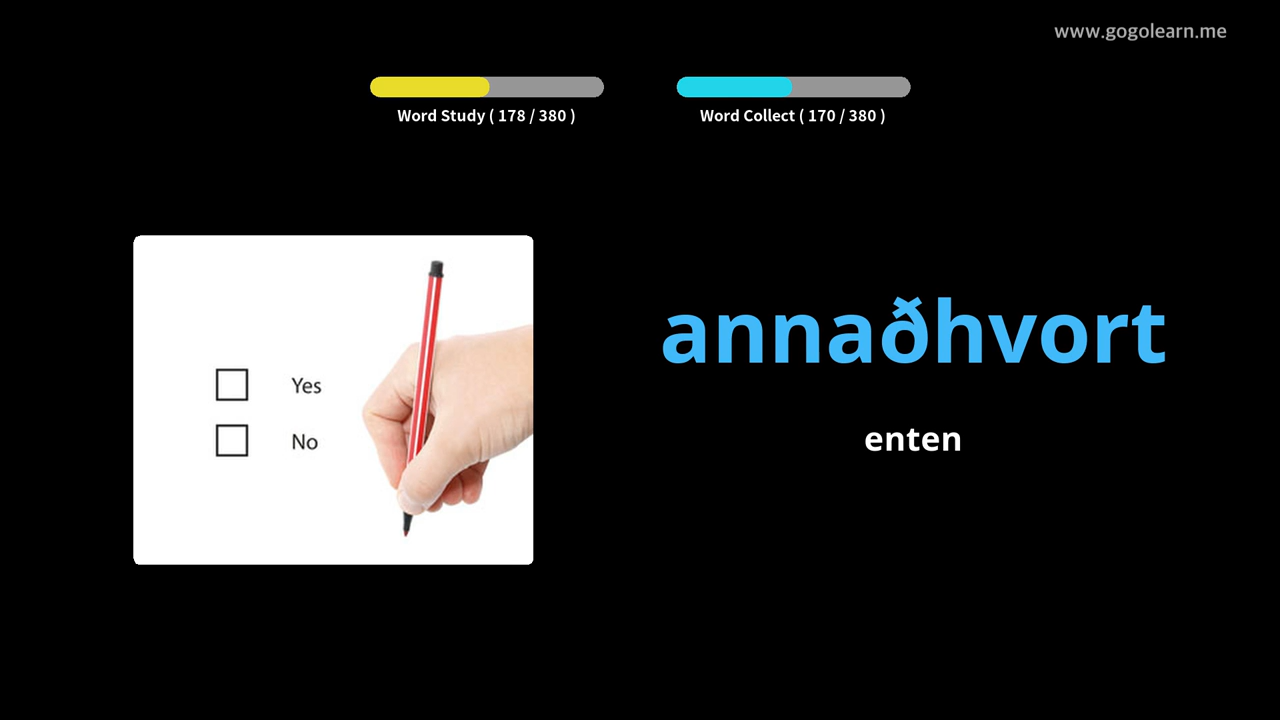 www.gogolearn.me
Word Study ( 178 / 380 )
Word Collect ( 170 / 380 )
Yes
No
annaðhvort
enten